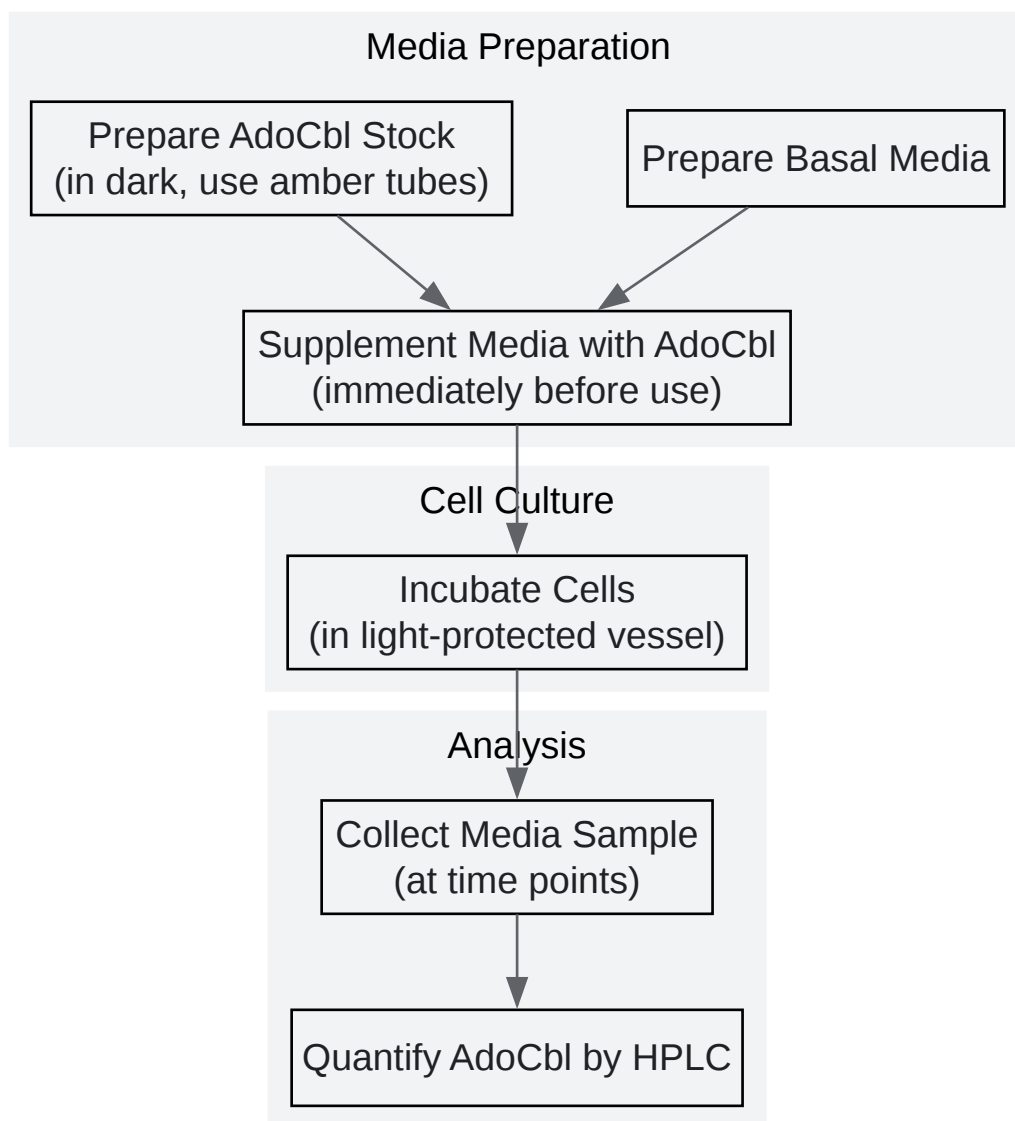 Media Preparation
Prepare AdoCbl Stock
(in dark, use amber tubes)
Prepare Basal Media
Supplement Media with AdoCbl
(immediately before use)
Cell Culture
Incubate Cells
(in light-protected vessel)
Analysis
Collect Media Sample
(at time points)
Quantify AdoCbl by HPLC